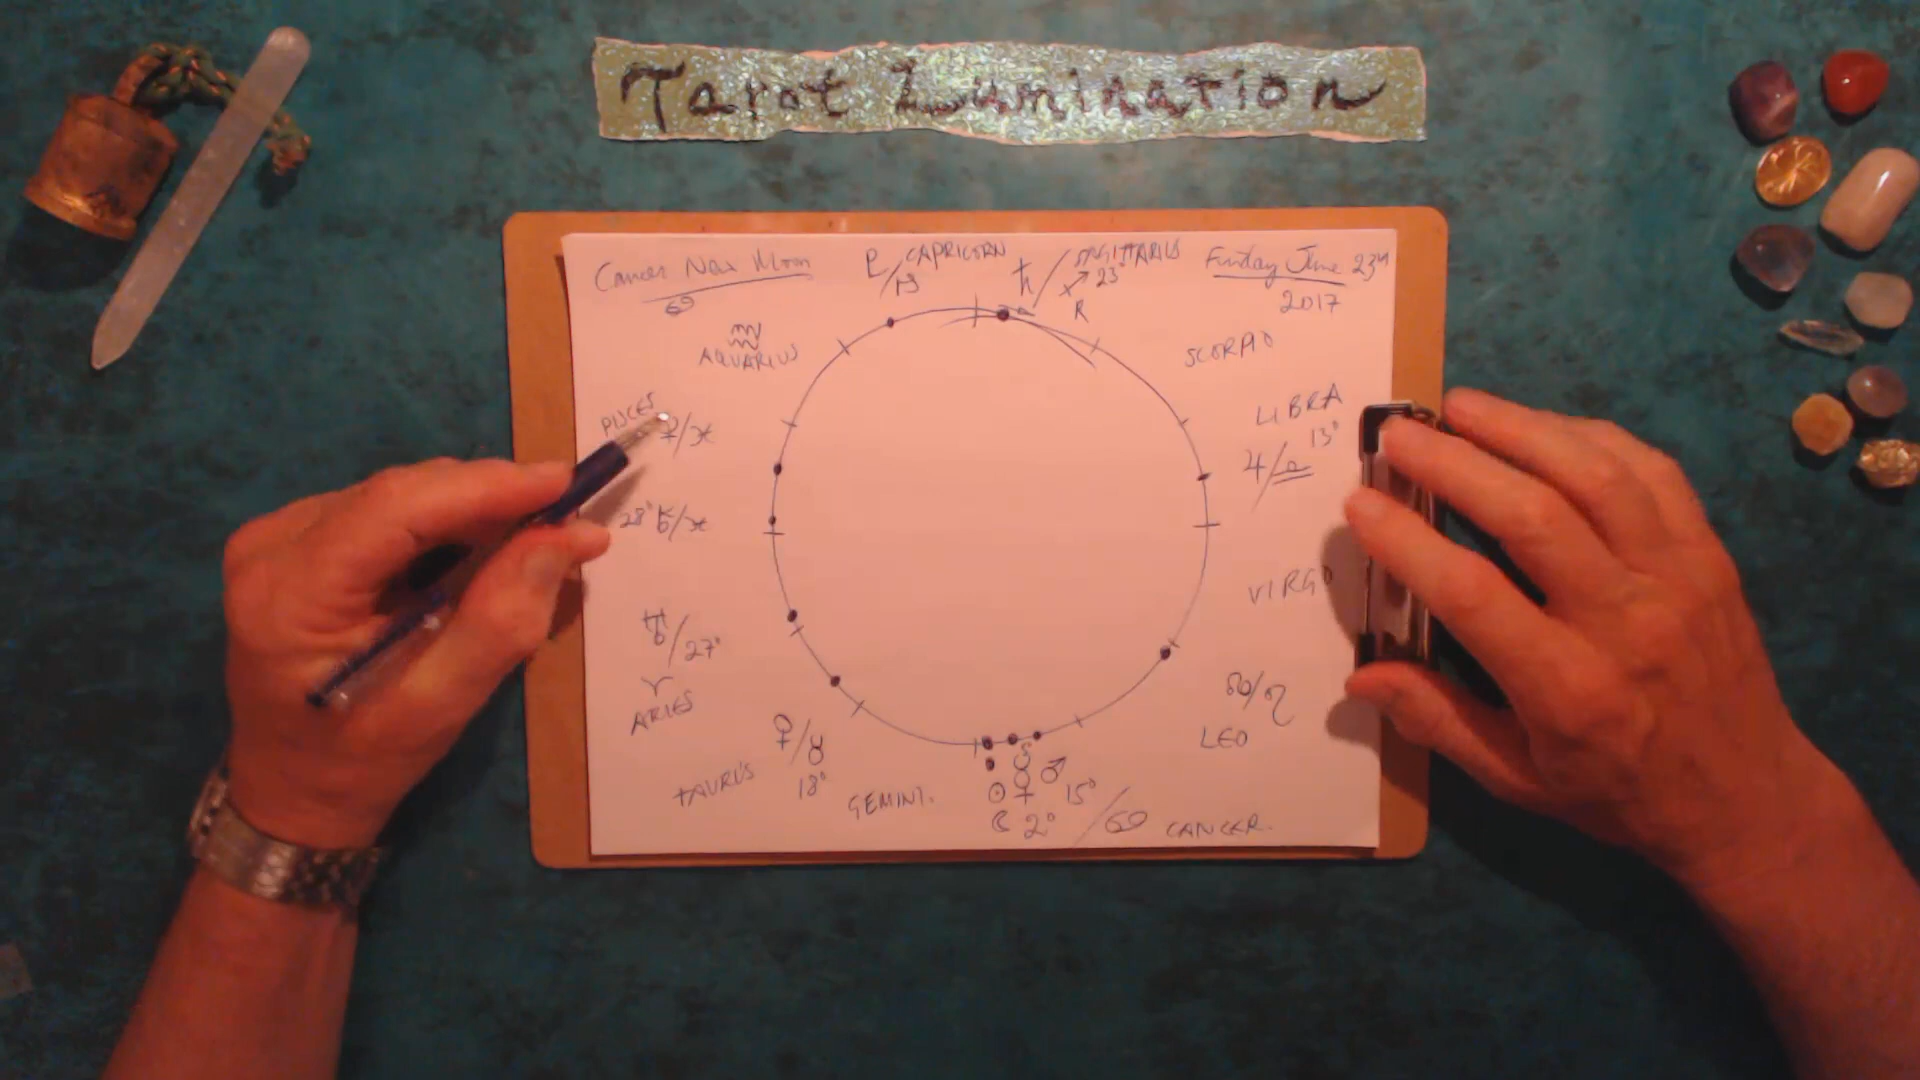 Tarot Lumination
Cancer New Moon
♋
P/♑ CAPRICORN
♄/SAGITTARIUS
♐ 23°
R
Friday June 23rd
2017
♒
AQUARIUS
SCORPIO
PISCES
♆/♓
LIBRA
13°
♃/♎
28° ⚷/♓
VIRGO
♅/27°
♈
ARIES
☊/♌
LEO
♀/♉
18°
TAURUS
GEMINI.
☿ ♂
☉ 15°
☾ 2° /♋ CANCER.